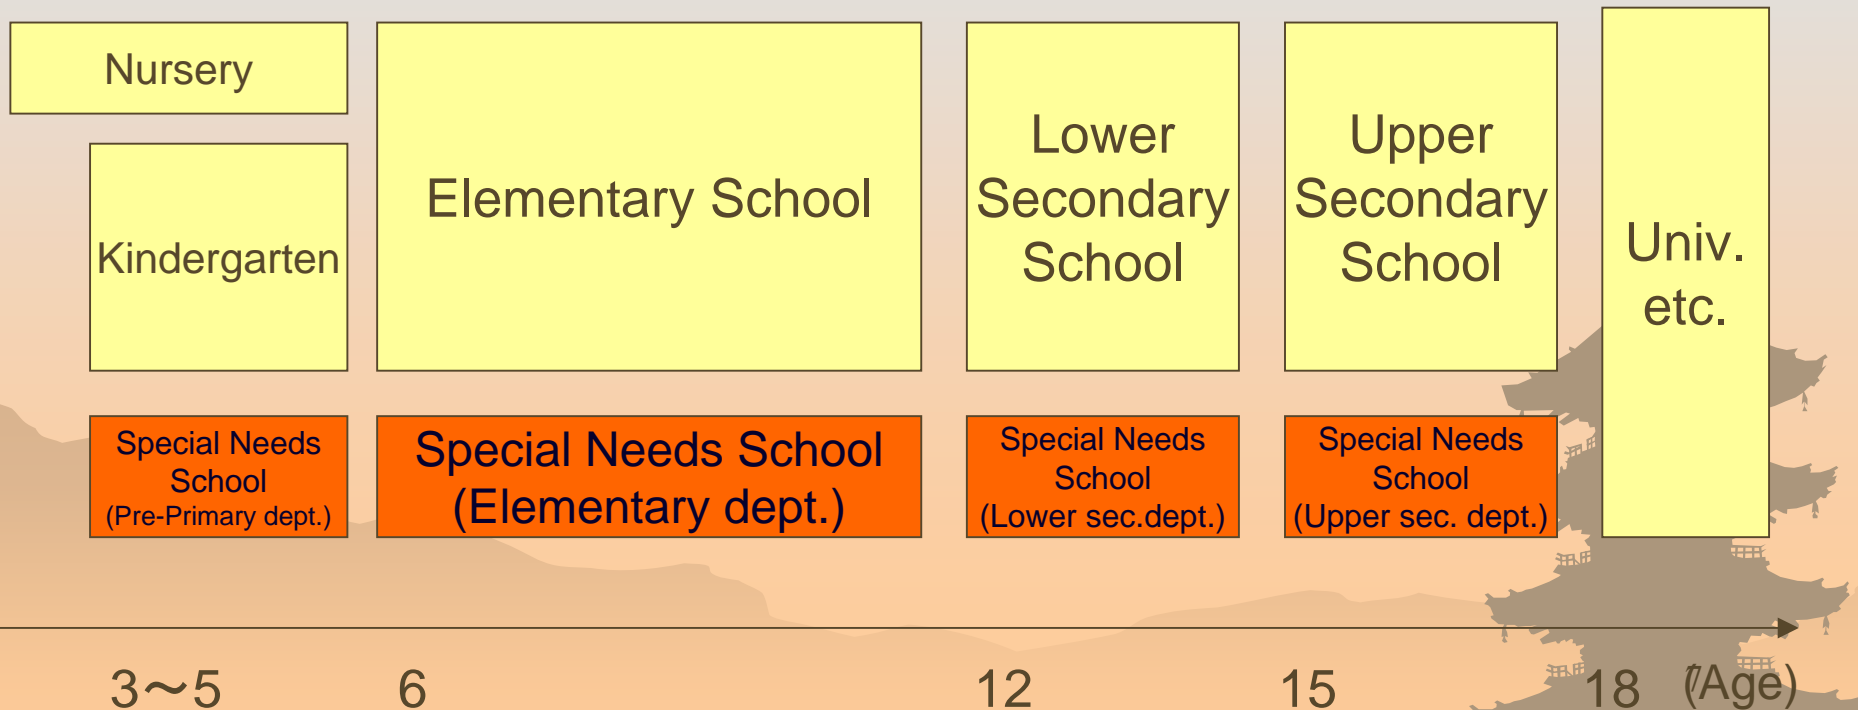 Nursery
Kindergarten
Elementary School
Lower
Secondary
School
Upper
Secondary
School
Univ.
etc.
Special Needs
School
(Pre-Primary dept.)
Special Needs School
(Elementary dept.)
Special Needs
School
(Lower sec.dept.)
Special Needs
School
(Upper sec. dept.)
3～5 6 12 15 18 (Age)
7